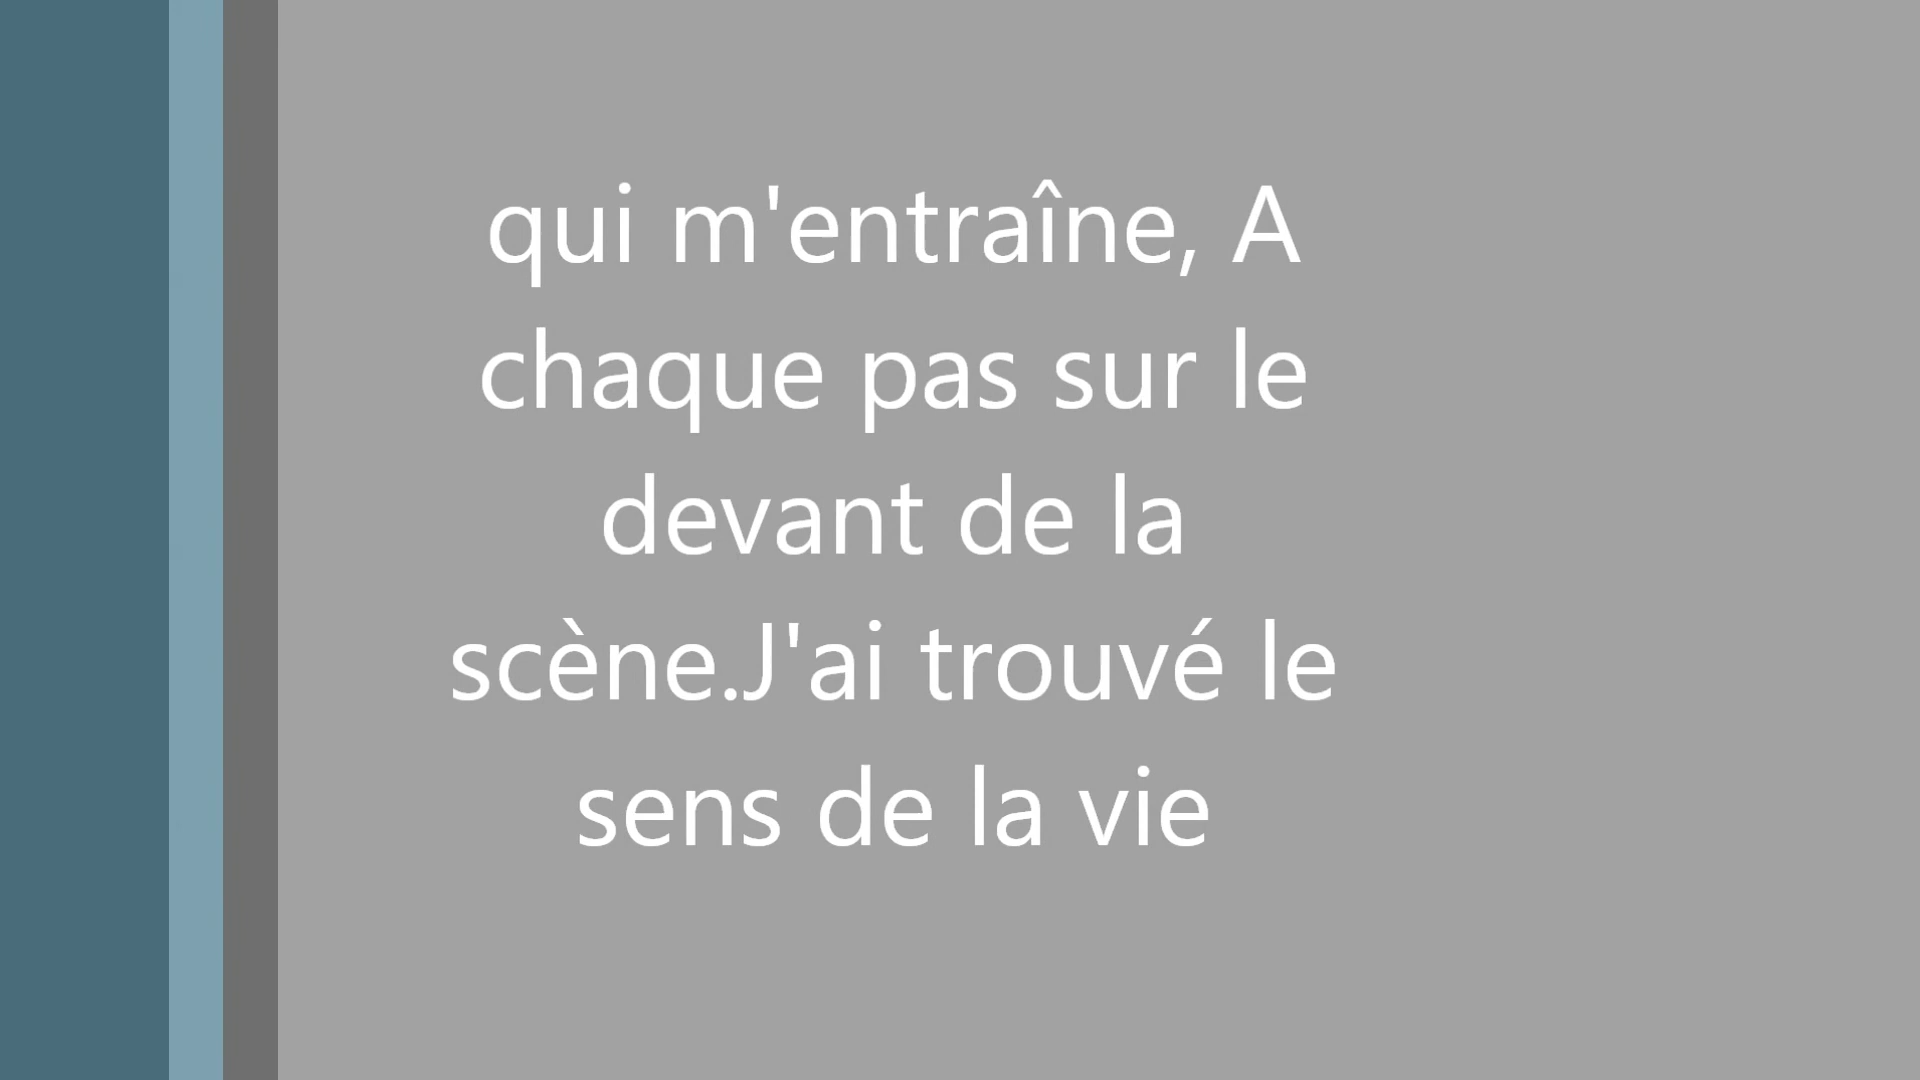 qui m'entraîne, A
chaque pas sur le
devant de la
scène.J'ai trouvé le
sens de la vie